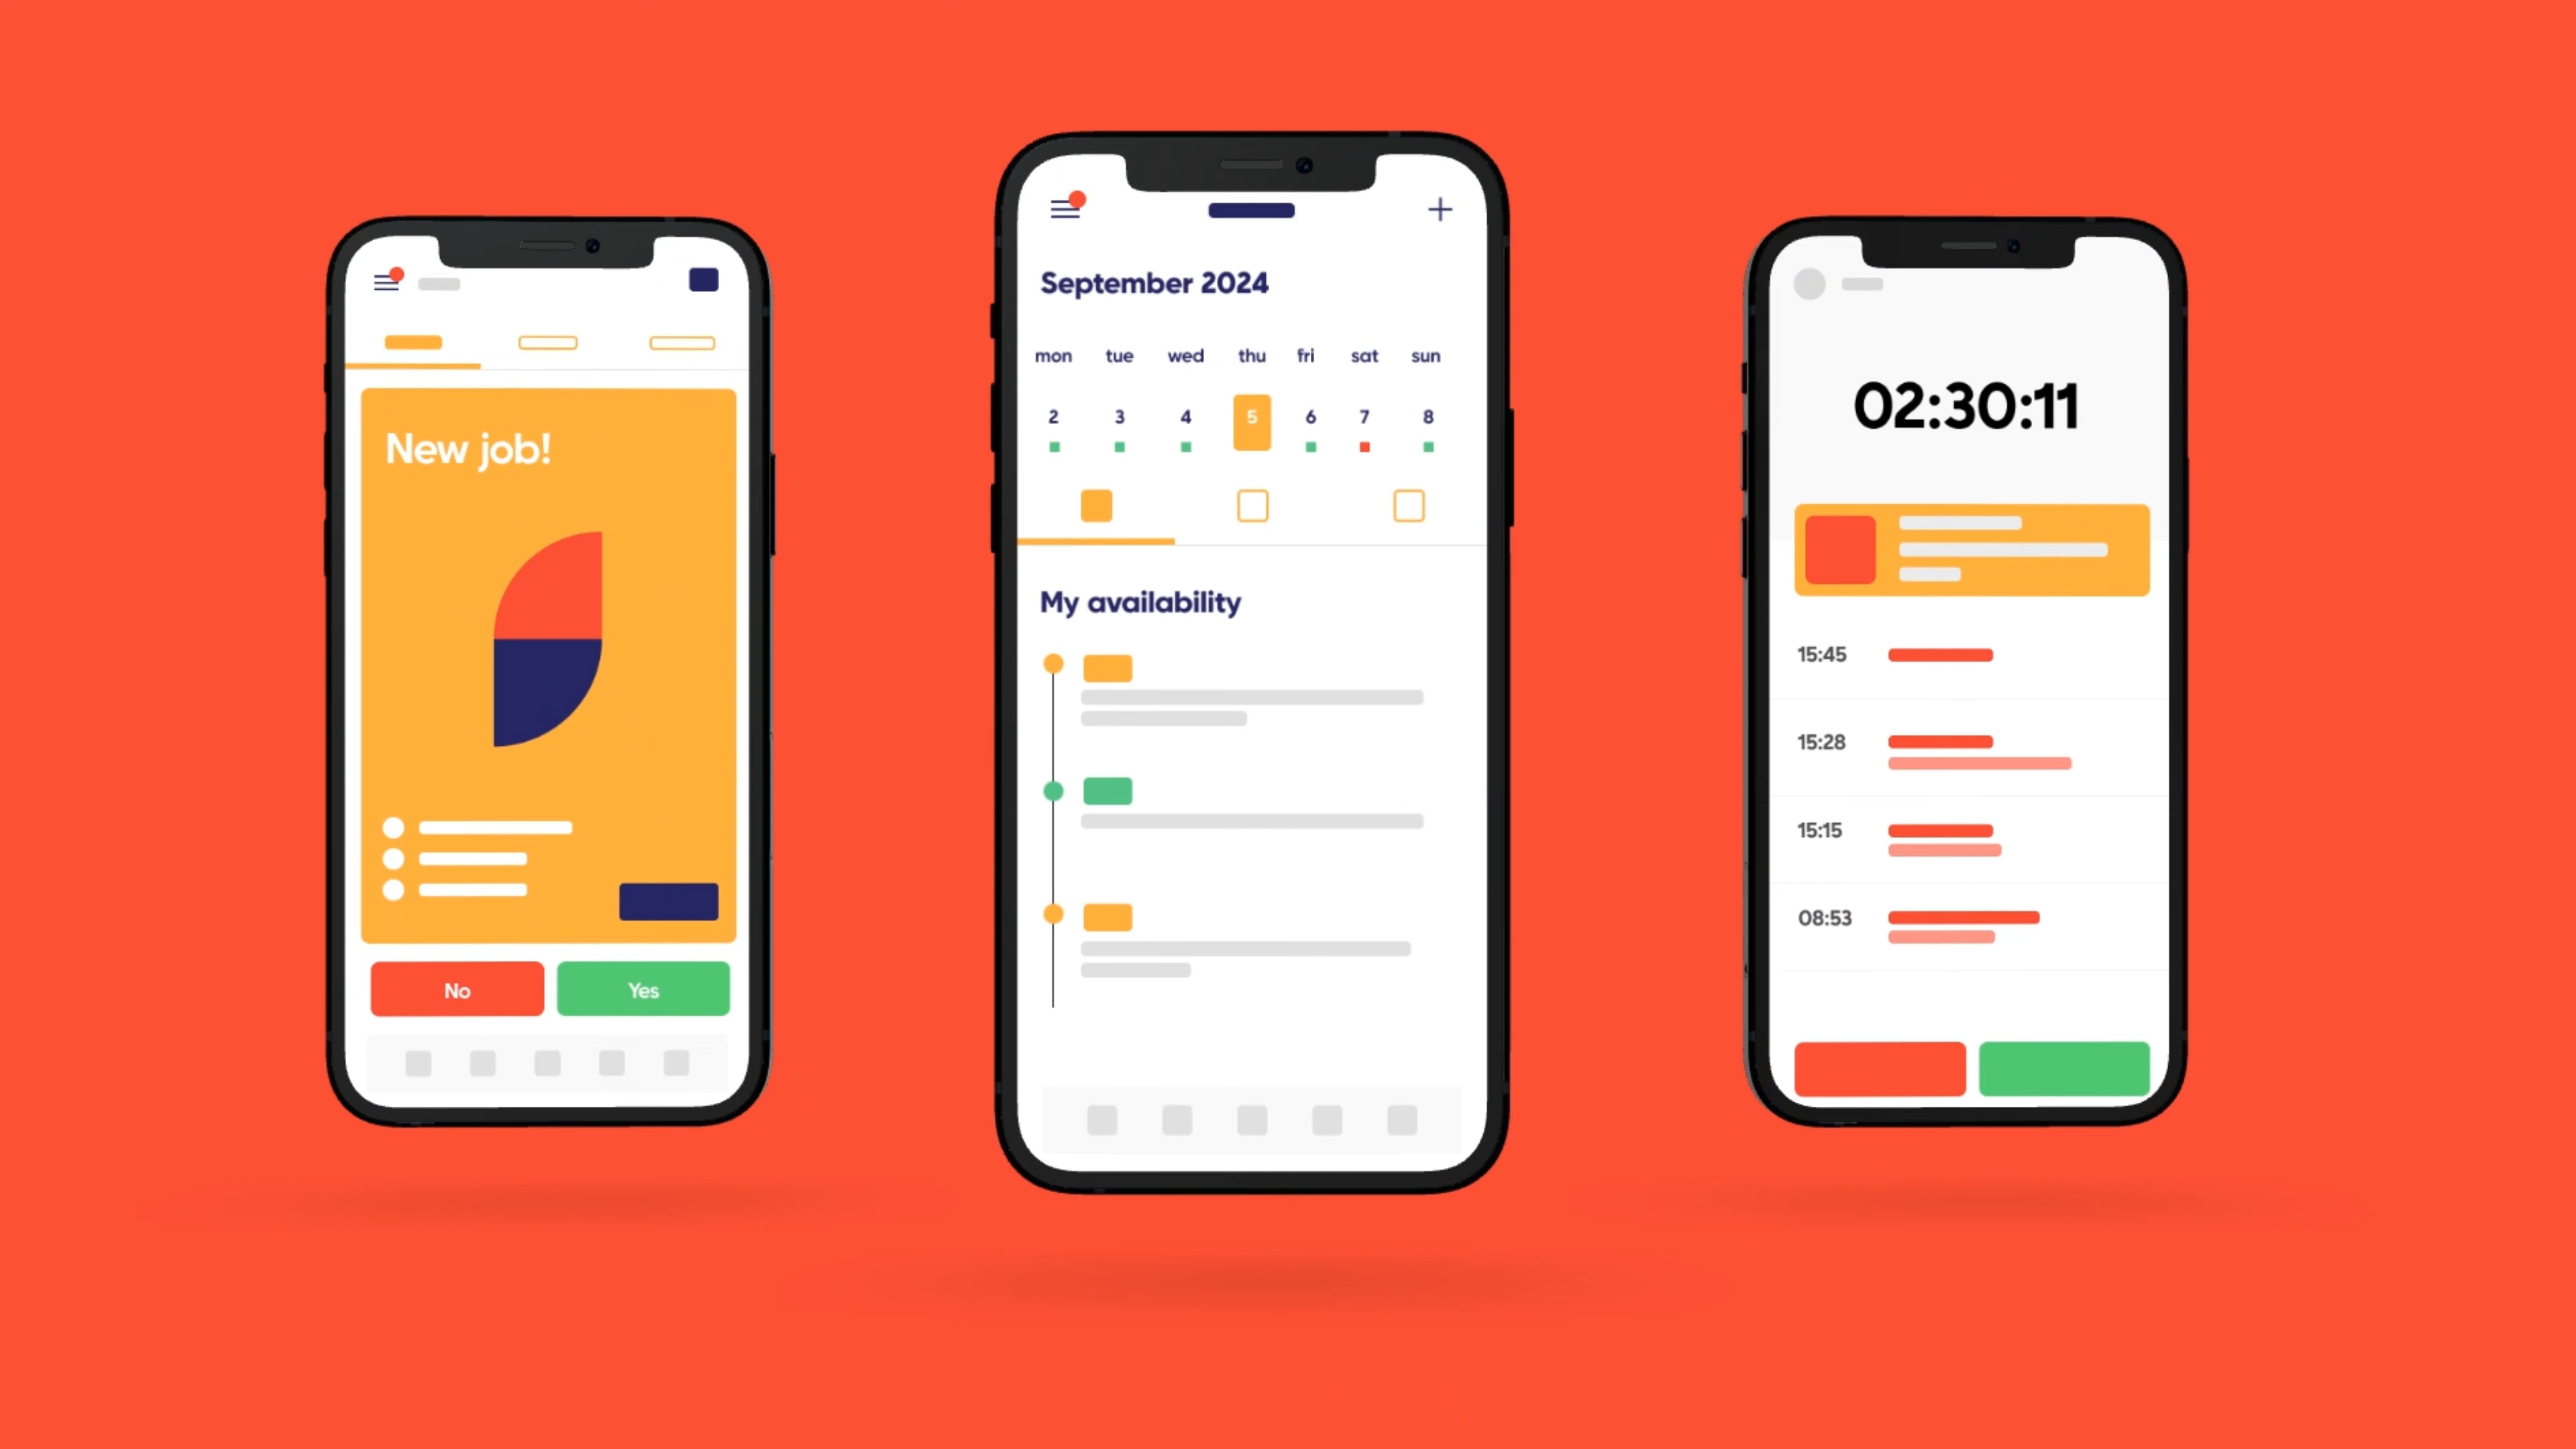 New job!
No
Yes
September 2024
mon tue wed thu fri sat sun
2 3 4 5 6 7 8
My availability
02:30:11
15:45
15:28
15:15
08:53